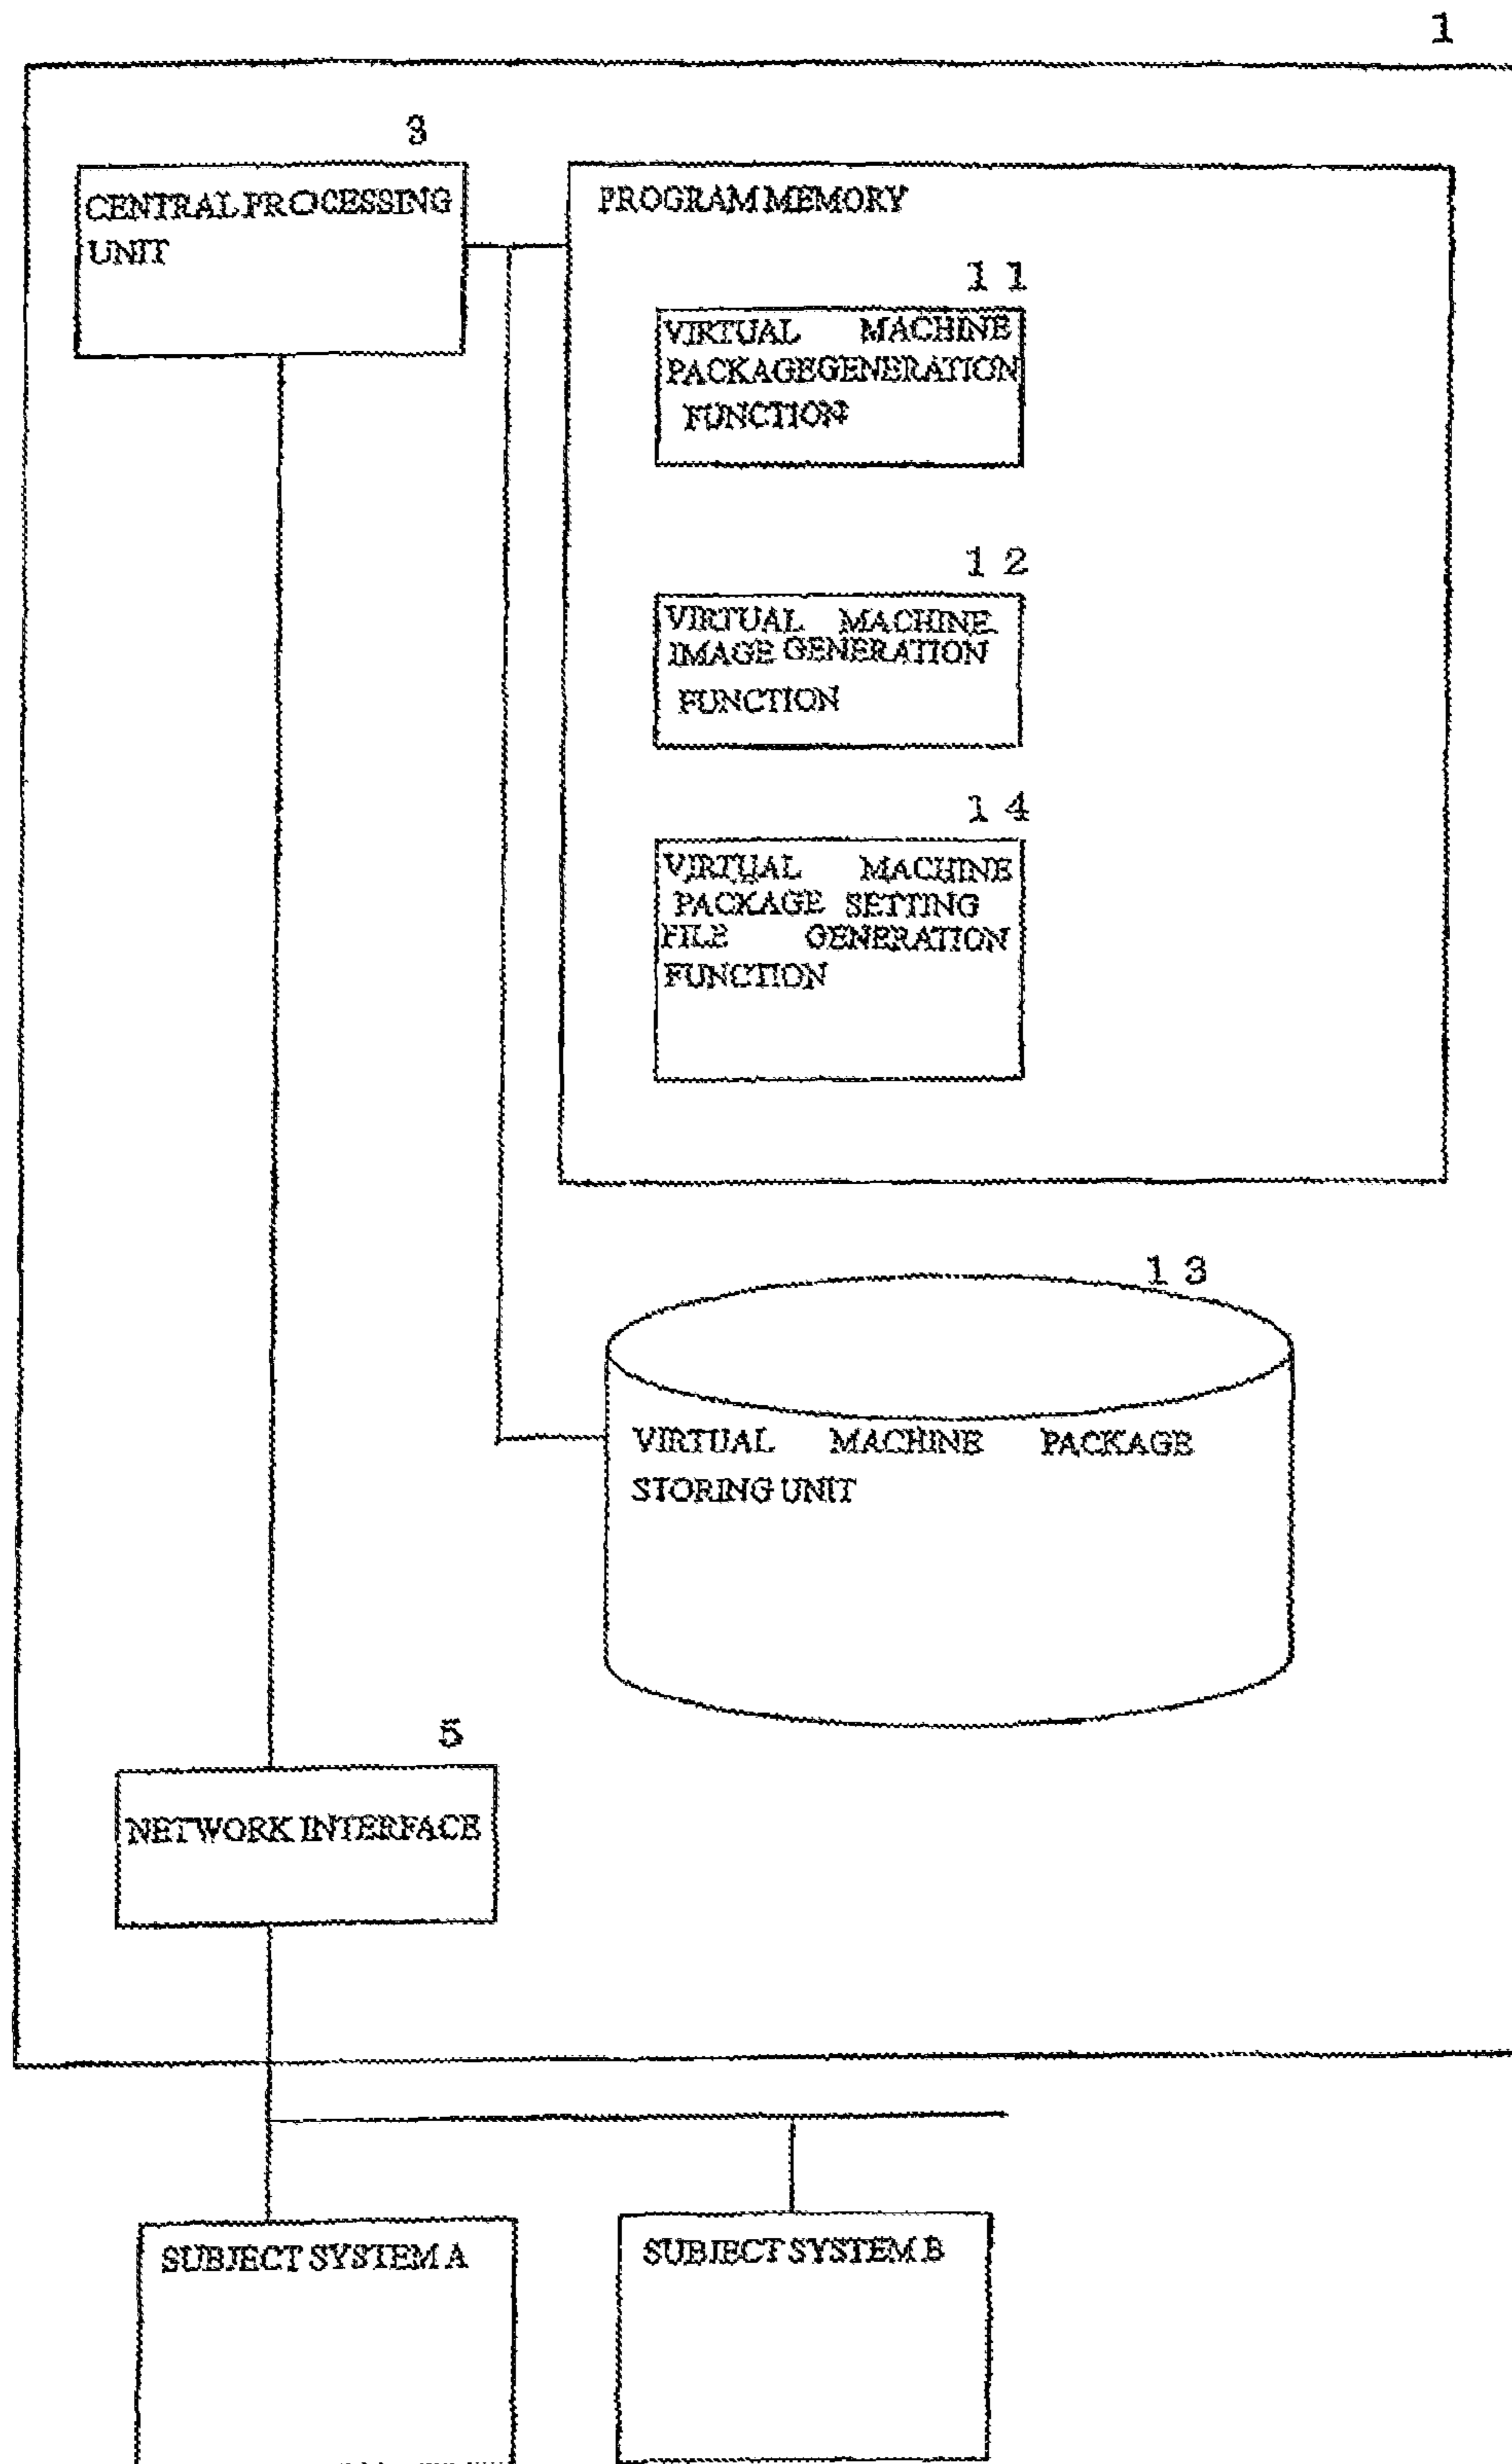 1
3
CENTRAL PROCESSING
UNIT
PROGRAM MEMORY
1 1
VIRTUAL MACHINE
PACKAGE GENERATION
FUNCTION
1 2
VIRTUAL MACHINE
IMAGE GENERATION
FUNCTION
1 4
VIRTUAL MACHINE
PACKAGE SETTING
FILE GENERATION
FUNCTION
1 3
VIRTUAL MACHINE PACKAGE
STORING UNIT
5
NETWORK INTERFACE
SUBJECT SYSTEM A
SUBJECT SYSTEM B